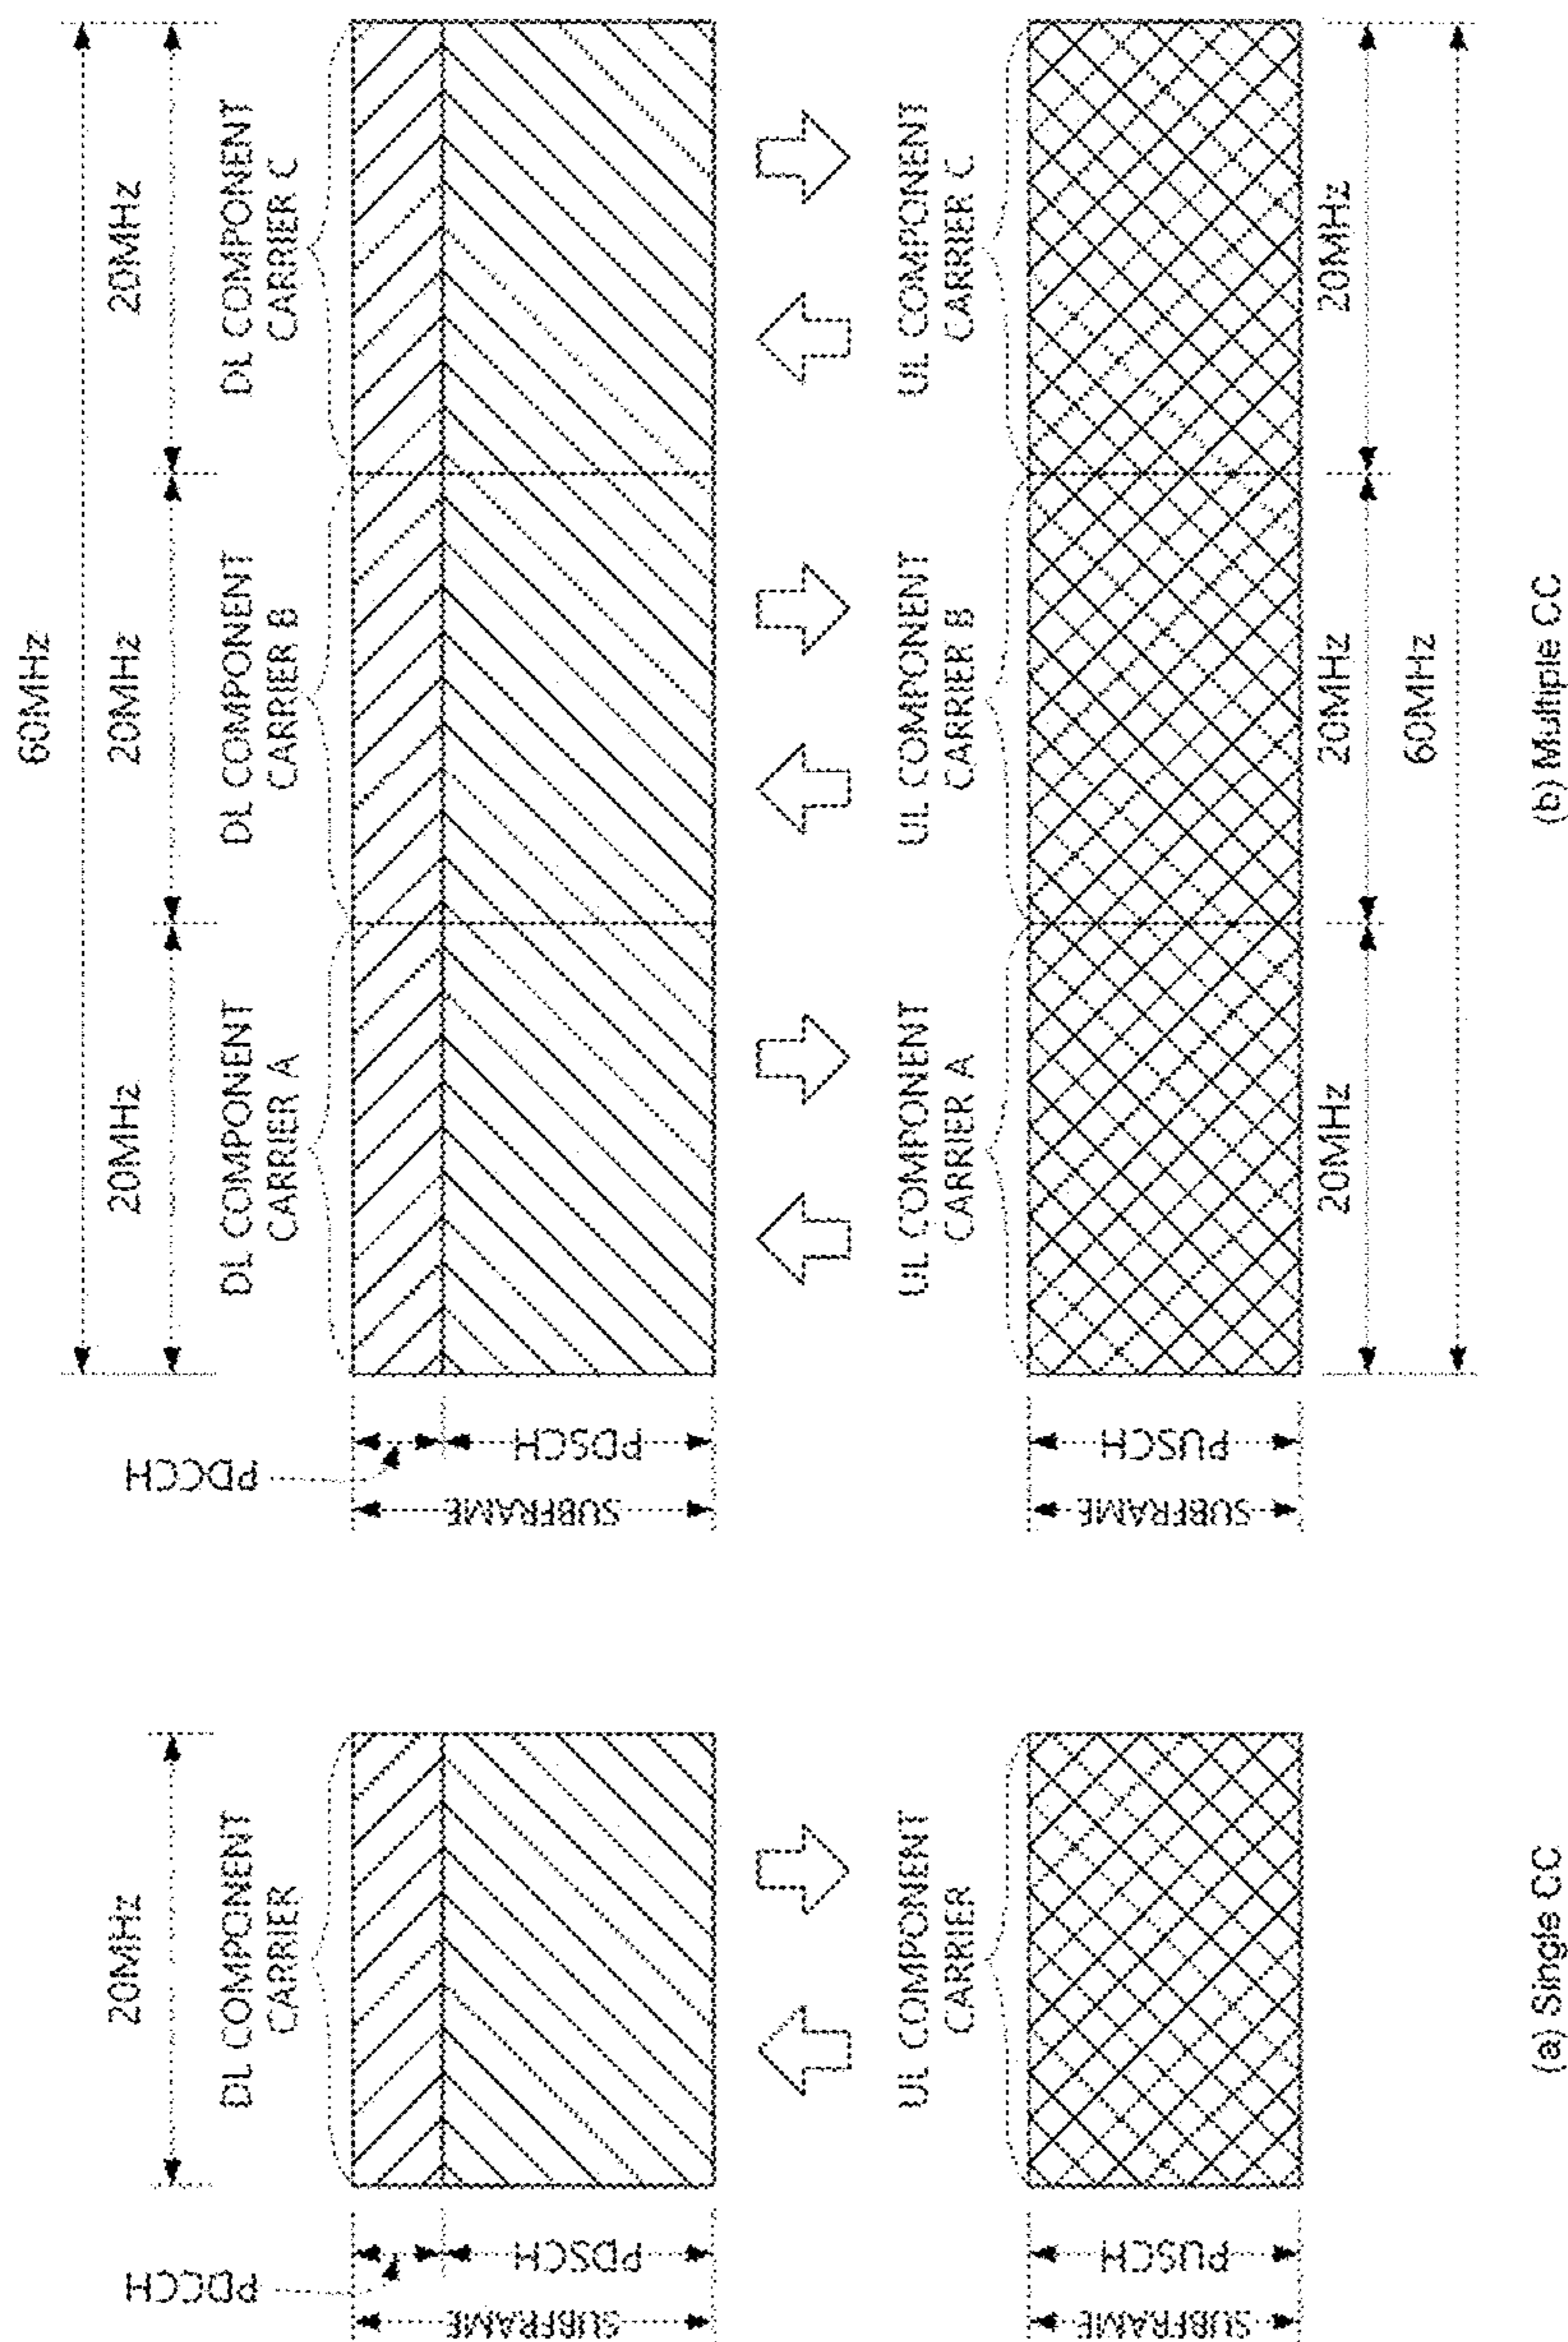 20MHz
DL COMPONENT
CARRIER
PDCCH
PDSCH
SUBFRAME
UL COMPONENT
CARRIER
PUSCH
SUBFRAME
(a) Single CC
60MHz
20MHz
20MHz
20MHz
DL COMPONENT
CARRIER A
DL COMPONENT
CARRIER B
DL COMPONENT
CARRIER C
PDCCH
PDSCH
SUBFRAME
UL COMPONENT
CARRIER A
UL COMPONENT
CARRIER B
UL COMPONENT
CARRIER C
PUSCH
SUBFRAME
20MHz
20MHz
20MHz
60MHz
(b) Multiple CC